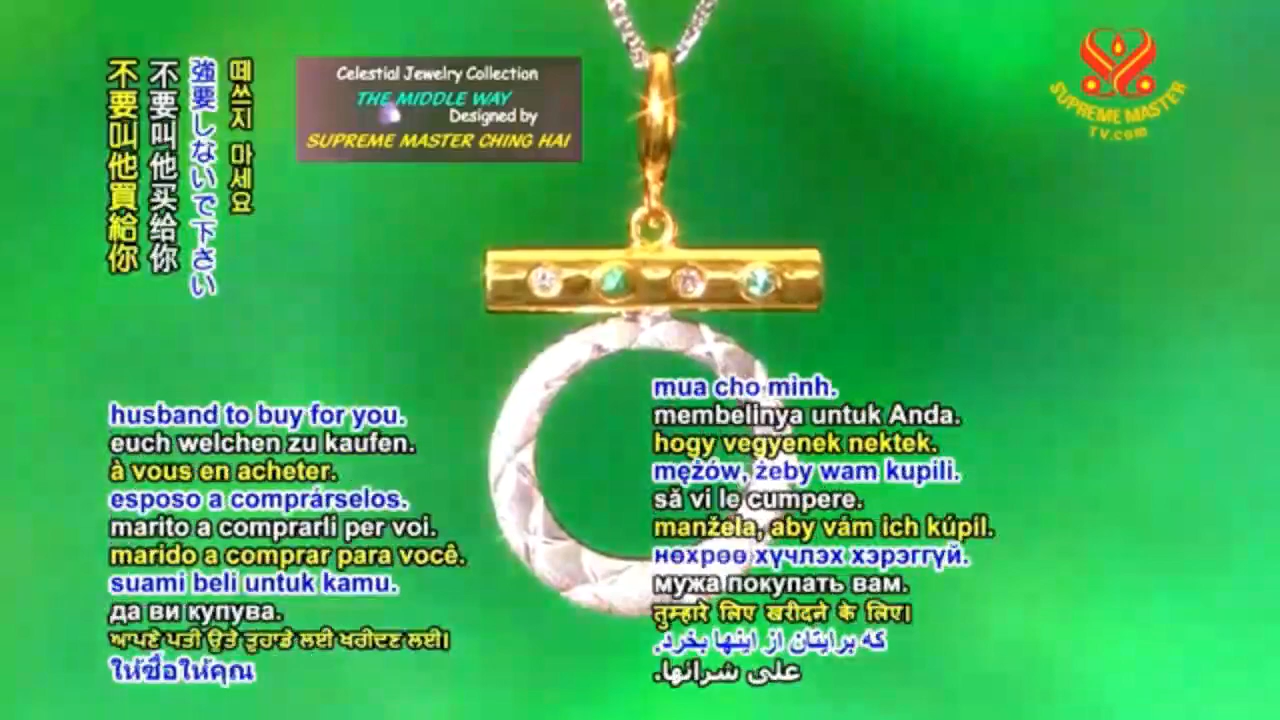 不要叫他買給你
不要叫他买给你
強要しないで下さい
떼쓰지 마세요
Celestial Jewelry Collection
THE MIDDLE WAY
Designed by
SUPREME MASTER CHING HAI
SUPREME MASTER
TV.com
husband to buy for you.
euch welchen zu kaufen.
à vous en acheter.
esposo a comprárselos.
marito a comprarli per voi.
marido a comprar para você.
suami beli untuk kamu.
да ви купува.
ਆਪਣੇ ਪਤੀ ਉਤੇ ਤੁਹਾਡੇ ਲਈ ਖਰੀਦਣ ਲਈ।
ให้ซื้อให้คุณ
mua cho mình.
membelinya untuk Anda.
hogy vegyenek nektek.
mężów, żeby wam kupili.
să vi le cumpere.
manžela, aby vám ich kúpil.
нөхрөө хүчлэх хэрэггүй.
мужа покупать вам.
तुम्हारे लिए खरीदने के लिए।
که برایتان از اینها بخرد.
على شرائها.